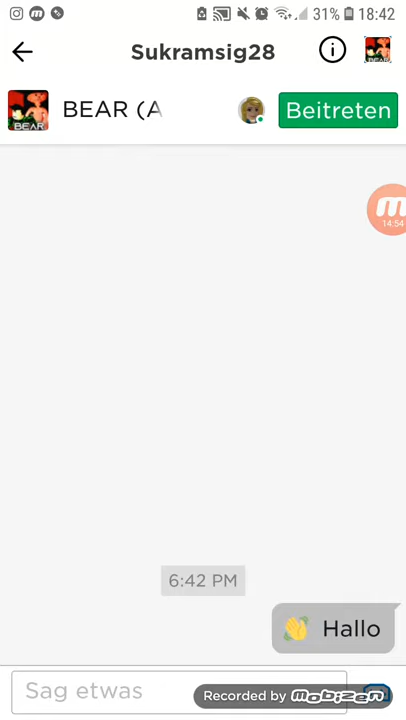 31% 18:42
Sukramsig28
BEAR (A
Beitreten
BEAR
14:54
6:42 PM
👋 Hallo
Sag etwas
Recorded by mobizen